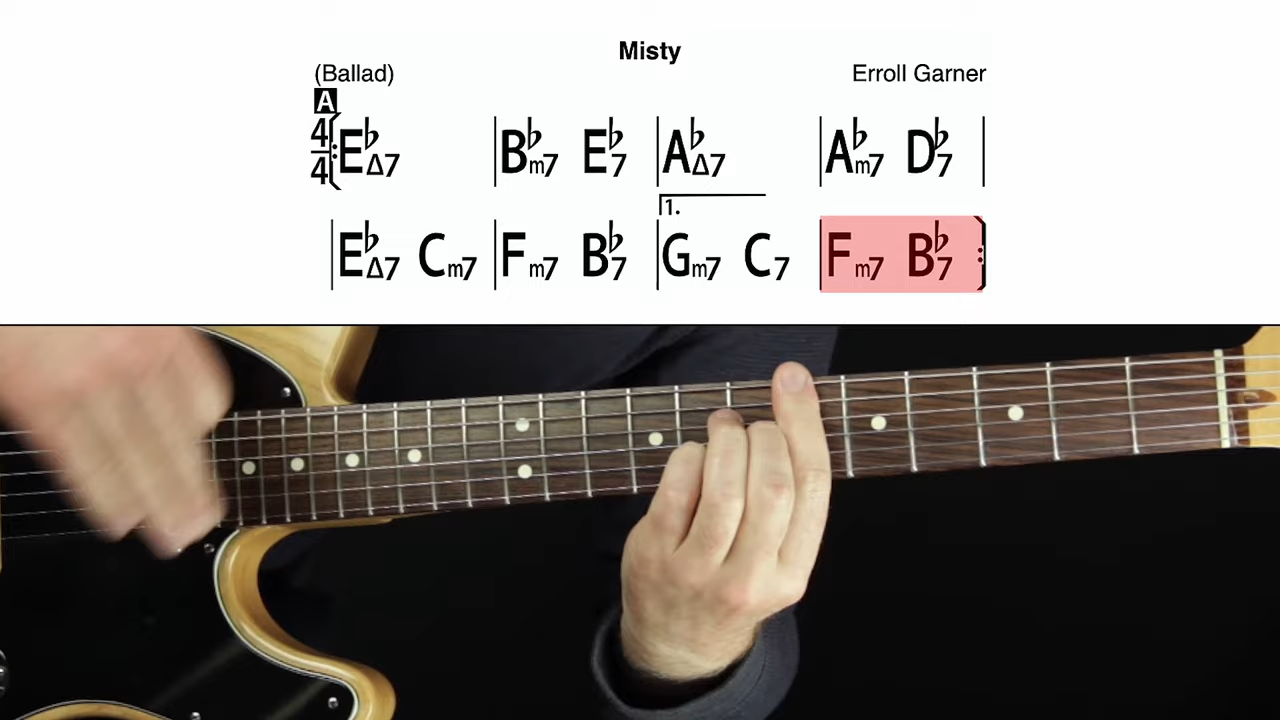 Misty
(Ballad) Erroll Garner
A
4/4 E♭Δ7 | B♭m7 E♭7 | A♭Δ7 | A♭m7 D♭7 |
1.
| E♭Δ7 Cm7 | Fm7 B♭7 | Gm7 C7 | Fm7 B♭7 :